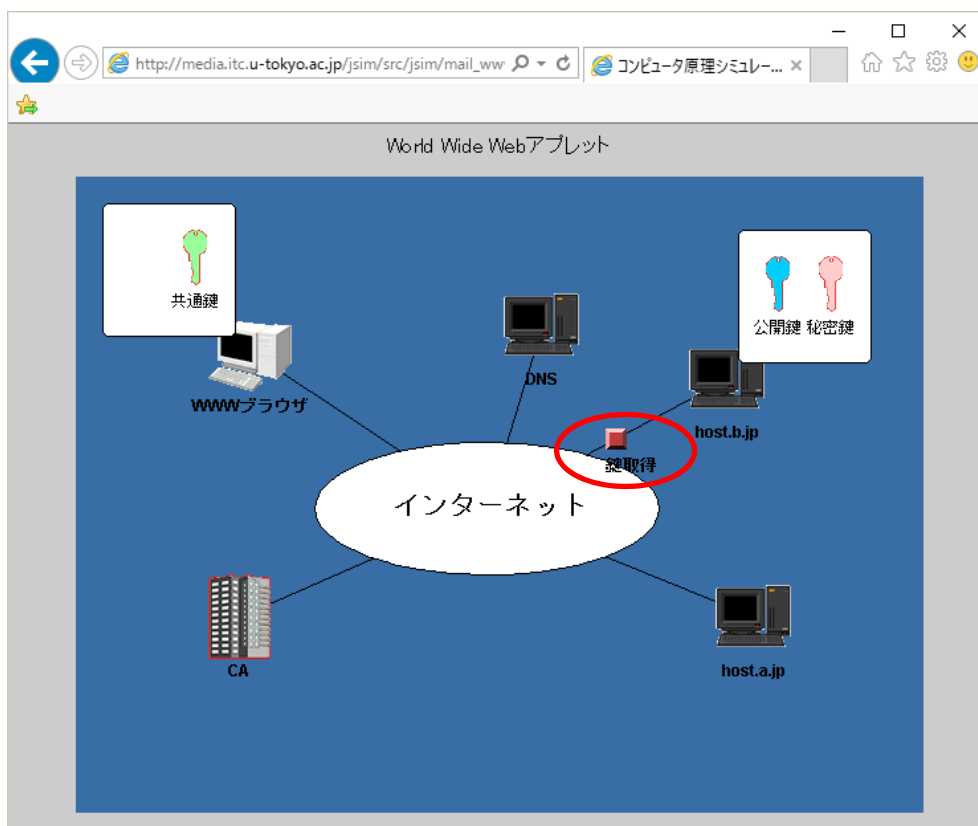 http://media.itc.u-tokyo.ac.jp/jsim/src/jsim/mail_ww
コンピュータ原理シミュレー...
World Wide Webアプレット
共通鍵
公開鍵 秘密鍵
WWWブラウザ
DNS
host.b.jp
鍵取得
インターネット
CA
host.a.jp